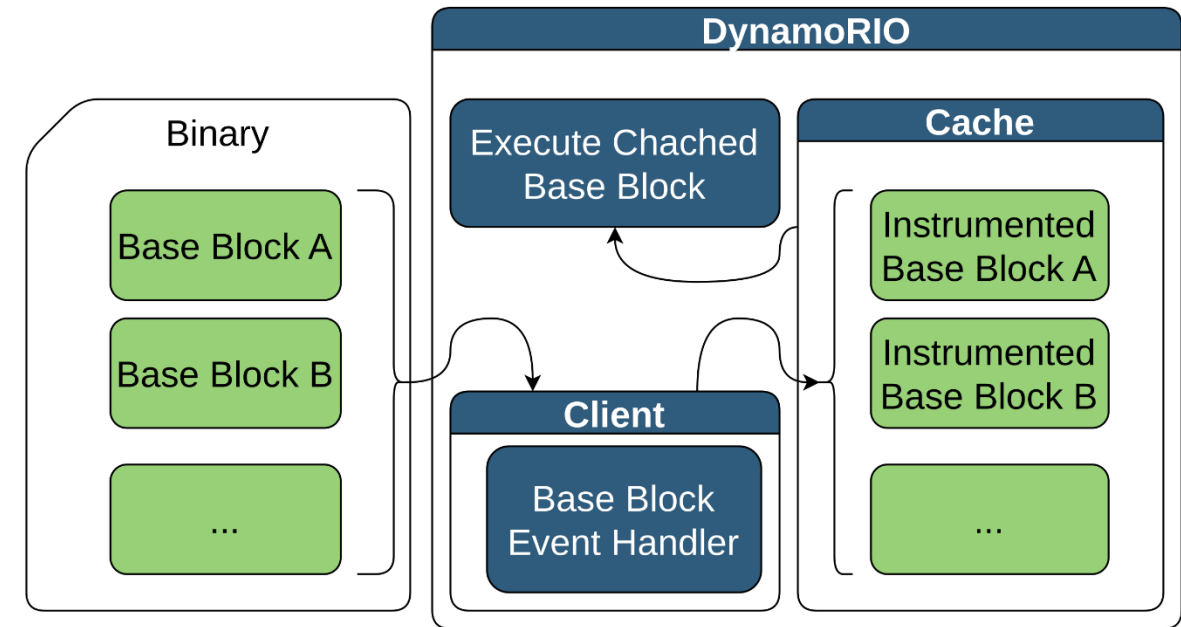 DynamoRIO
Binary
Base Block A
Base Block B
...
Execute Chached
Base Block
Client
Base Block
Event Handler
Cache
Instrumented
Base Block A
Instrumented
Base Block B
...